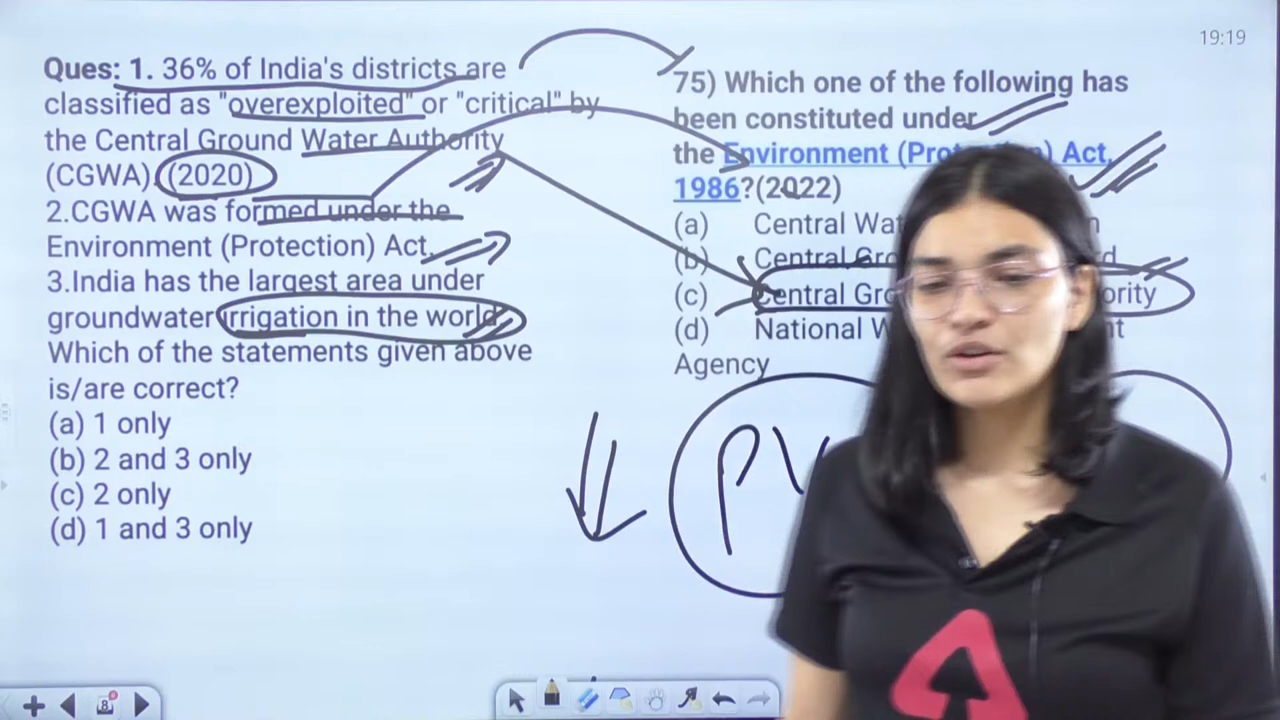 19:19
Ques: 1. 36% of India's districts are
classified as "overexploited" or "critical" by
the Central Ground Water Authority
(CGWA). (2020)
2.CGWA was formed under the
Environment (Protection) Act.
3.India has the largest area under
groundwater irrigation in the world
Which of the statements given above
is/are correct?
(a) 1 only
(b) 2 and 3 only
(c) 2 only
(d) 1 and 3 only
75) Which one of the following has
been constituted under
the Environment (Prot) Act,
1986?(2022)
(a) Central Wat
(b) Central Gro rd
(c) Central Gro ority
(d) National W nt
Agency
PY
8